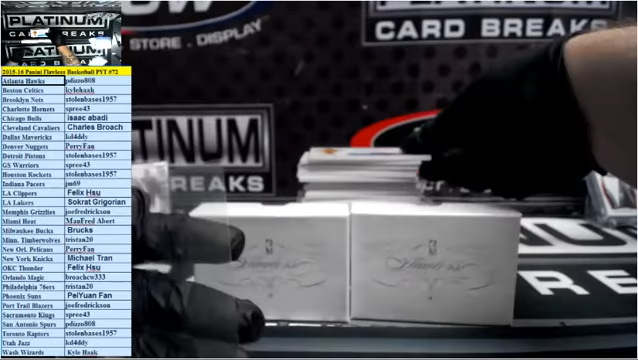 PLATINUM
CARD BREAKS
PLATINUM
2015-16 Panini Flawless Basketball PYT #72
Atlanta Hawks pdizzo808
Boston Celtics kylehaak
Brooklyn Nets stolenbases1957
Charlotte Hornets spree43
Chicago Bulls isaac abadi
Cleveland Cavaliers Charles Broach
Dallas Mavericks kd4ddy
Denver Nuggets PerryFan
Detroit Pistons stolenbases1957
GS Warriors spree43
Houston Rockets stolenbases1957
Indiana Pacers jm69
LA Clippers Felix Hsu
LA Lakers Sokrat Grigorian
Memphis Grizzlies joefredrickson
Miami Heat ManFred Abert
Milwaukee Bucks Brucks
Minn. Timberwolves tristan20
New Orl. Pelicans PerryFan
New York Knicks Michael Tran
OKC Thunder Felix Hsu
Orlando Magic broachcw333
Philadelphia 76ers tristan20
Phoenix Suns PeiYuan Fan
Port Trail Blazers joefredrickson
Sacramento Kings spree43
San Antonio Spurs pdizzo808
Toronto Raptors stolenbases1957
Utah Jazz kd4ddy
Wash Wizards Kyle Haak
STORE . DISPLAY
PLATINUM
CARD BREAKS
TINUM
BREAKS
Flawless
Flawless
NU
RE